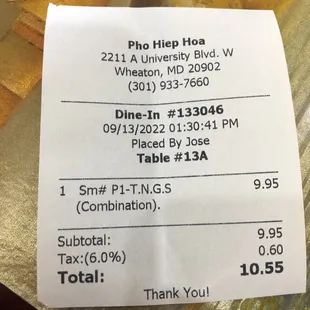 Pho Hiep Hoa
2211 A University Blvd. W
Wheaton, MD 20902
(301) 933-7660
Dine-In #133046
09/13/2022 01:30:41 PM
Placed By Jose
Table #13A
1 Sm# P1-T.N.G.S 9.95
(Combination).
Subtotal: 9.95
Tax:(6.0%) 0.60
Total: 10.55
Thank You!